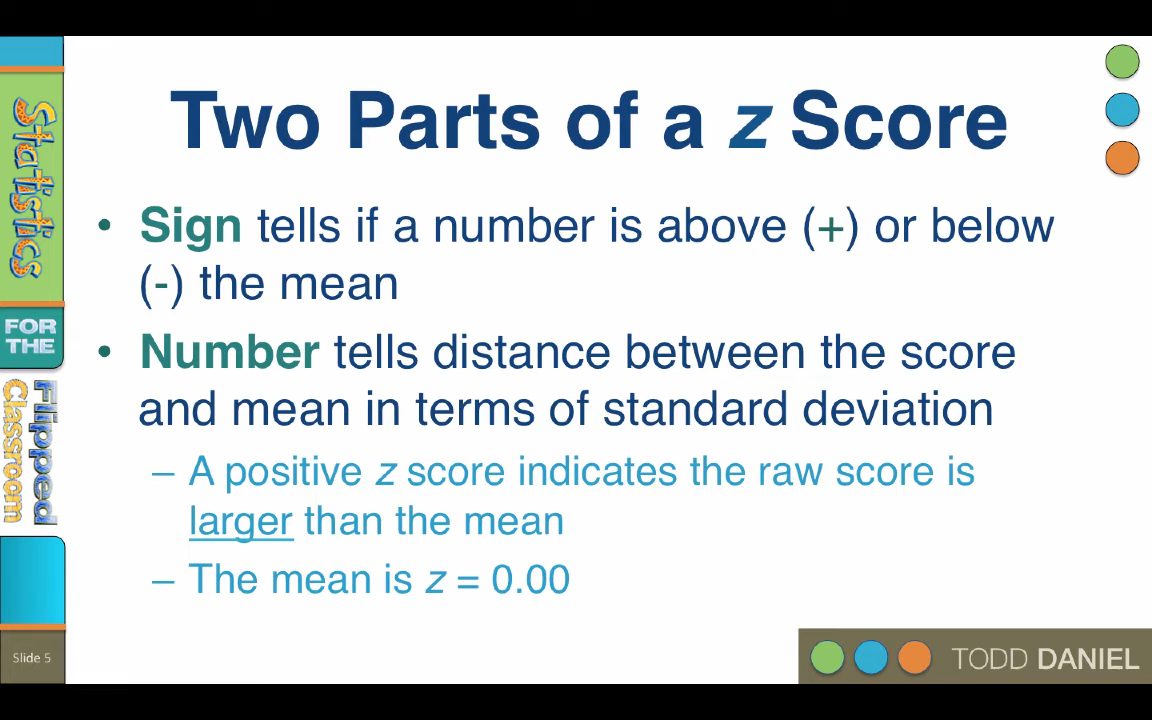 Two Parts of a z Score
• Sign tells if a number is above (+) or below
(-) the mean
• Number tells distance between the score
and mean in terms of standard deviation
– A positive z score indicates the raw score is
larger than the mean
– The mean is z = 0.00
Statistics
FOR
THE
Flipped
Classroom
Slide 5
TODD DANIEL